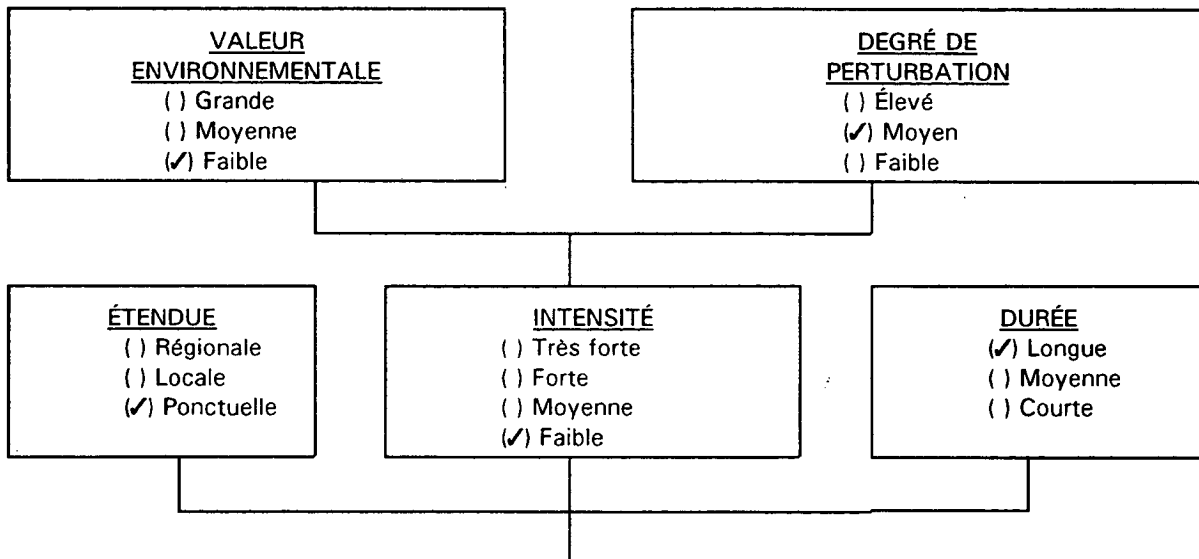 VALEUR
ENVIRONNEMENTALE
( ) Grande
( ) Moyenne
(✓) Faible
DEGRÉ DE
PERTURBATION
( ) Élevé
(✓) Moyen
( ) Faible
ÉTENDUE
( ) Régionale
( ) Locale
(✓) Ponctuelle
INTENSITÉ
( ) Très forte
( ) Forte
( ) Moyenne
(✓) Faible
DURÉE
(✓) Longue
( ) Moyenne
( ) Courte